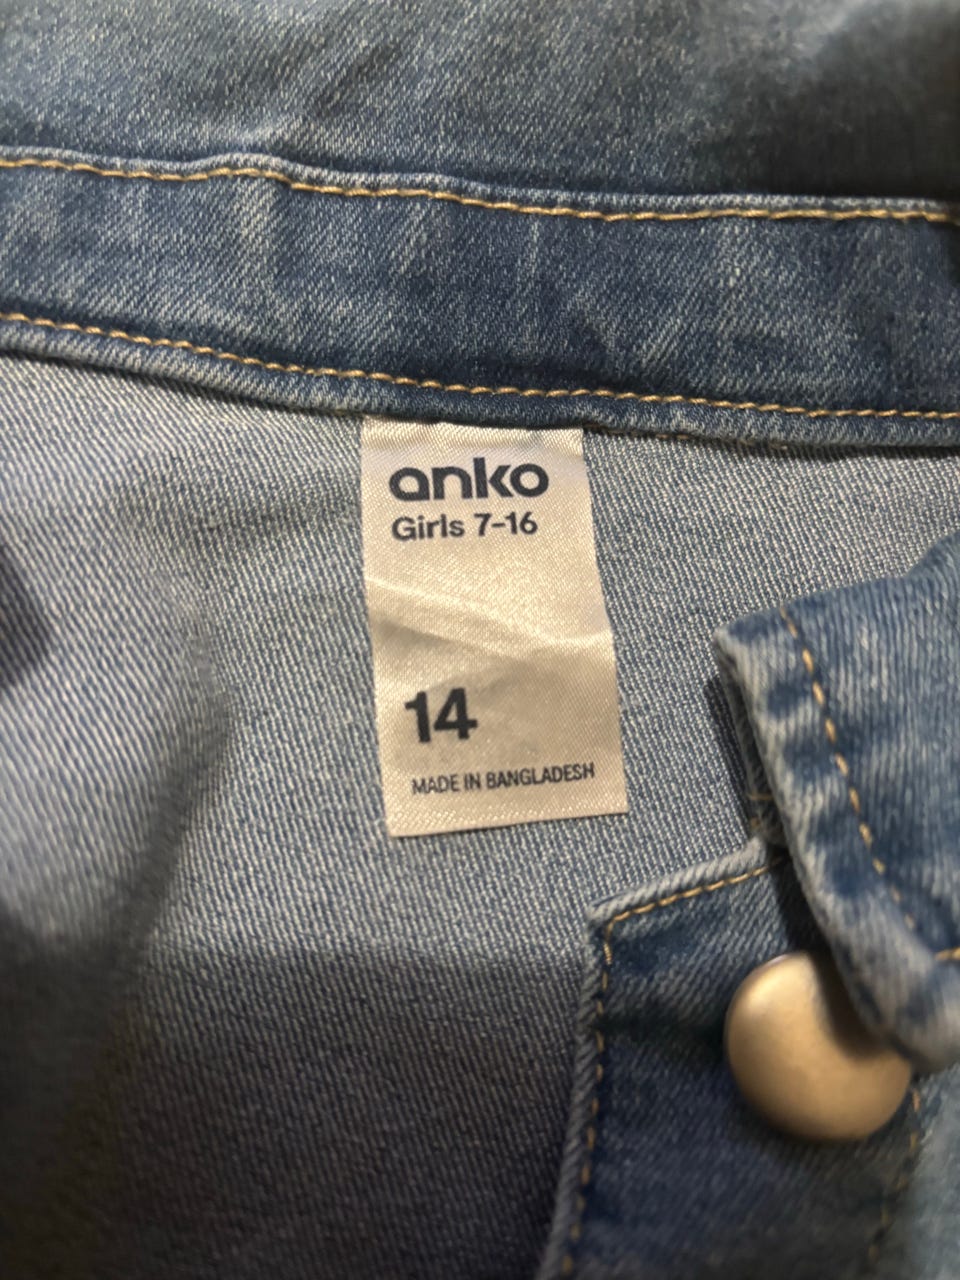 anko
Girls 7-16
14
MADE IN BANGLADESH